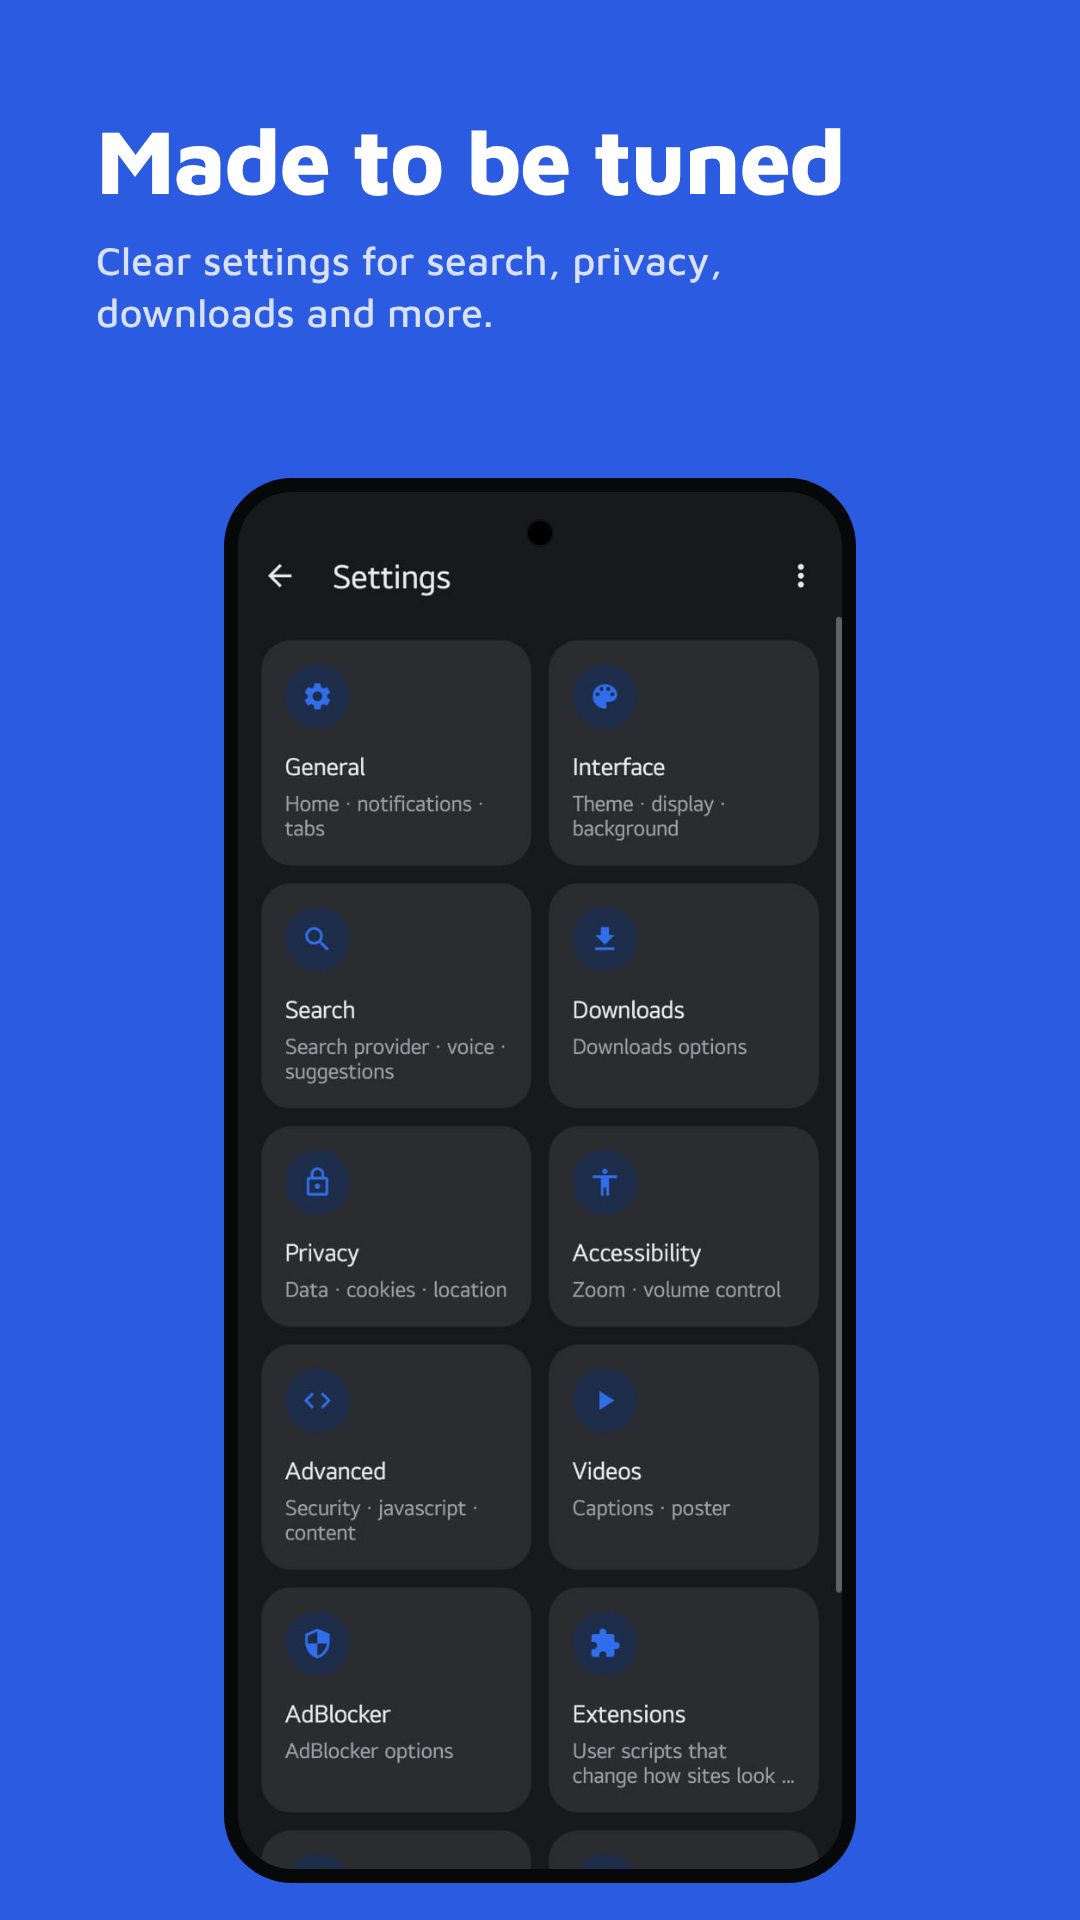 Made to be tuned
Clear settings for search, privacy,
downloads and more.
Settings
General
Home · notifications ·
tabs
Interface
Theme · display ·
background
Search
Search provider · voice ·
suggestions
Downloads
Downloads options
Privacy
Data · cookies · location
Accessibility
Zoom · volume control
Advanced
Security · javascript ·
content
Videos
Captions · poster
AdBlocker
AdBlocker options
Extensions
User scripts that
change how sites look ...